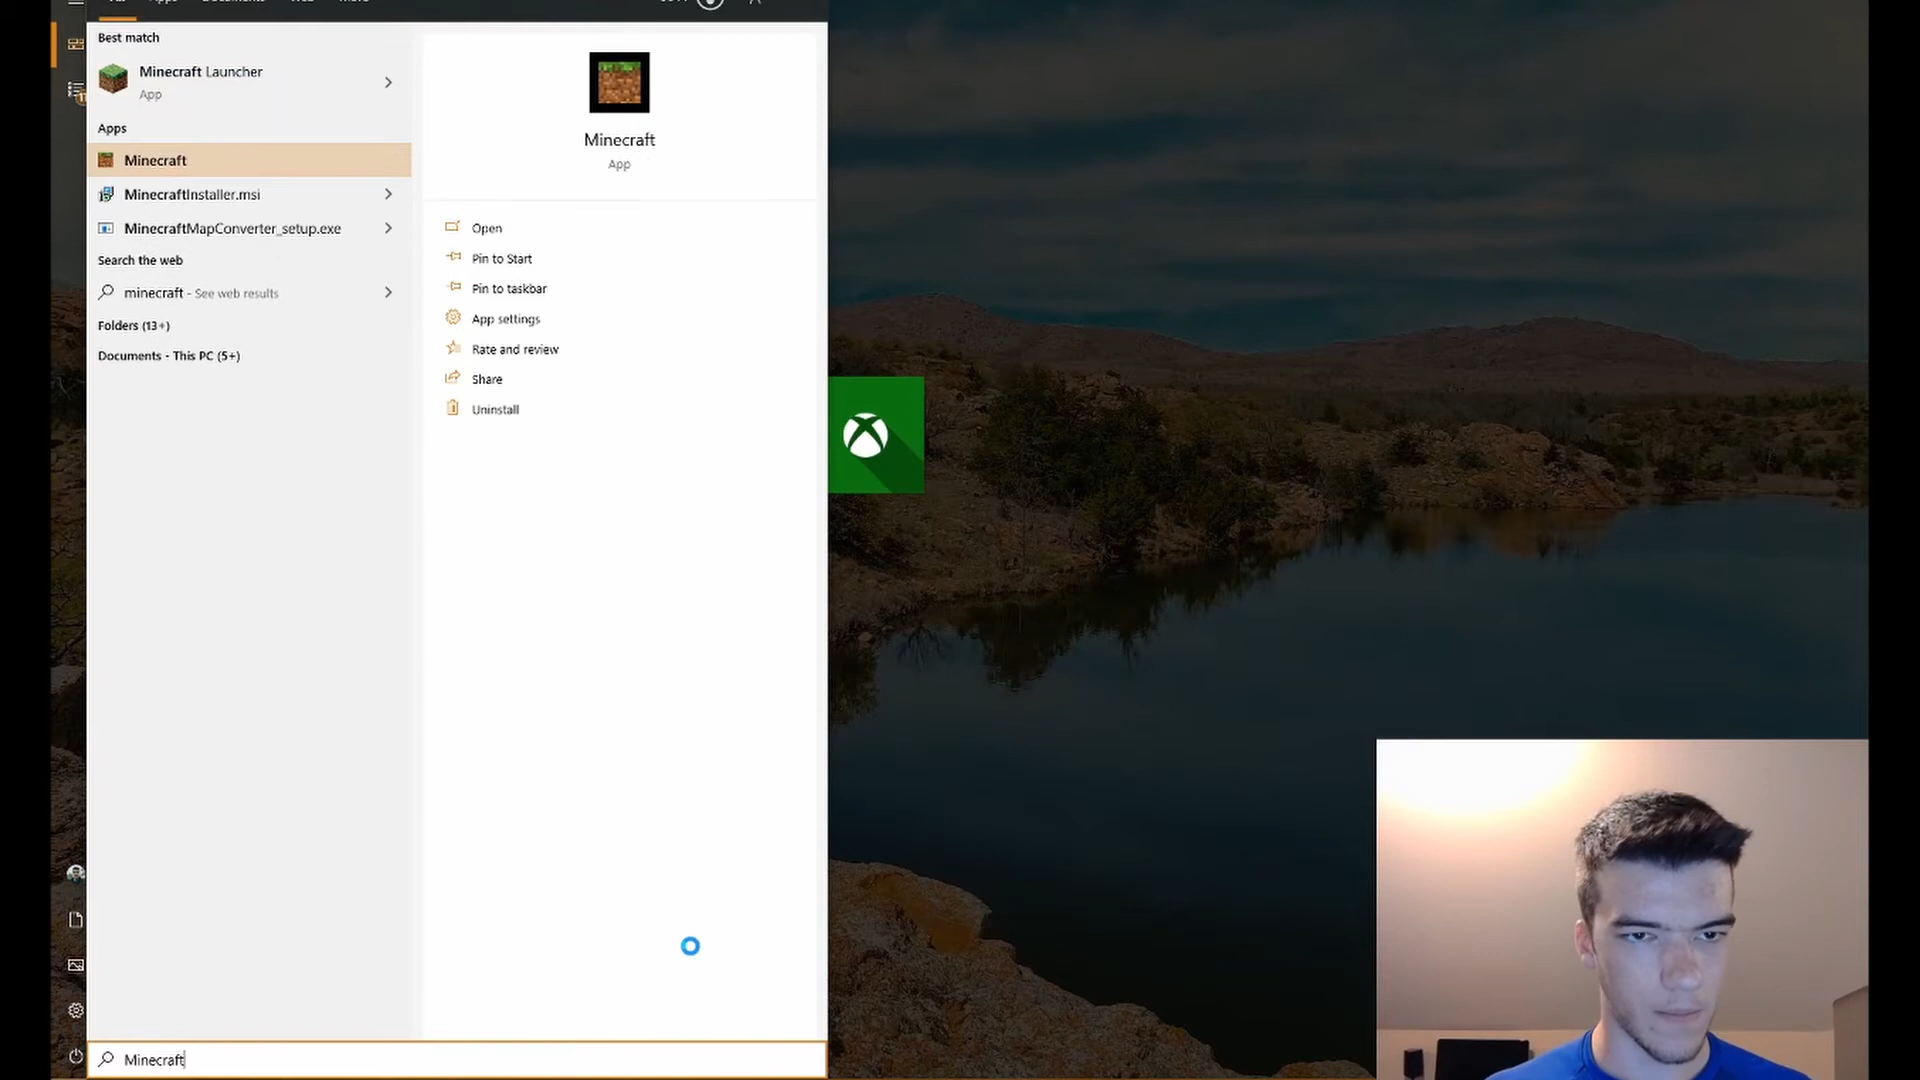 Best match
Minecraft Launcher
App
Apps
Minecraft
MinecraftInstaller.msi
MinecraftMapConverter_setup.exe
Search the web
minecraft - See web results
Folders (13+)
Documents - This PC (5+)
Minecraft
App
Open
Pin to Start
Pin to taskbar
App settings
Rate and review
Share
Uninstall
Minecraft